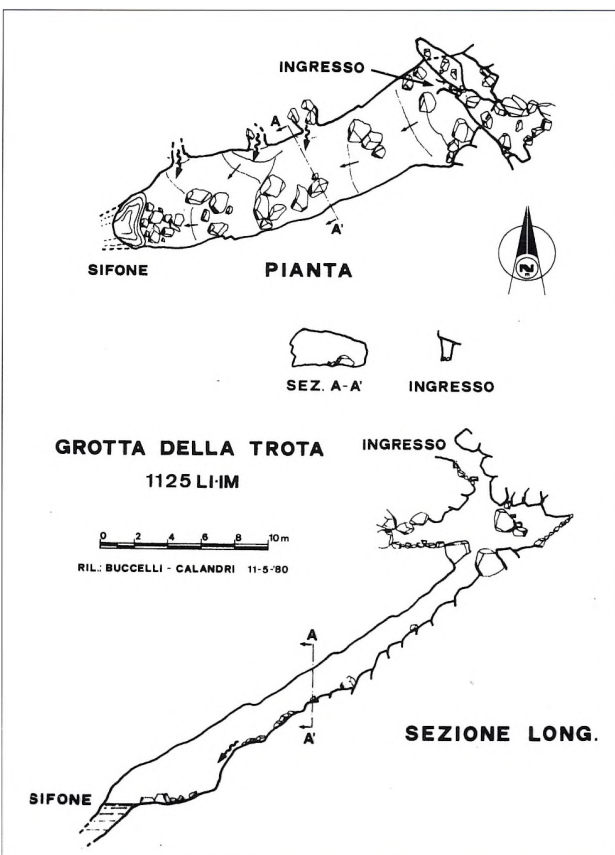 INGRESSO
A
A'
SIFONE
PIANTA
N
m
SEZ. A-A'
INGRESSO
GROTTA DELLA TROTA
1125 LI·IM
INGRESSO
0 2 4 6 8 10m
RIL.: BUCCELLI - CALANDRI 11-5-'80
A
A'
SEZIONE LONG.
SIFONE